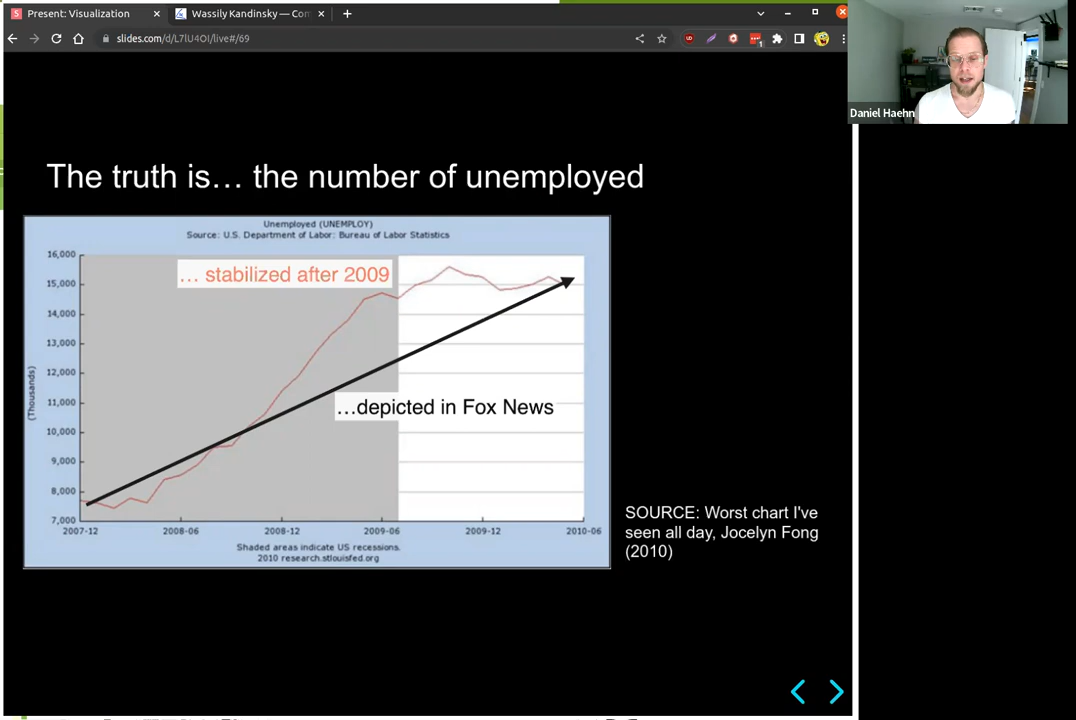 Present: Visualization
Wassily Kandinsky — Con
slides.com/d/L7lU4OI/live#/69
UD
1
Daniel Haehn
The truth is... the number of unemployed
Unemployed (UNEMPLOY)
Source: U.S. Department of Labor: Bureau of Labor Statistics
16,000
15,000
14,000
13,000
12,000
11,000
10,000
9,000
8,000
7,000
(Thousands)
... stabilized after 2009
...depicted in Fox News
2007-12 2008-06 2008-12 2009-06 2009-12 2010-06
Shaded areas indicate US recessions.
2010 research.stlouisfed.org
SOURCE: Worst chart I've
seen all day, Jocelyn Fong
(2010)